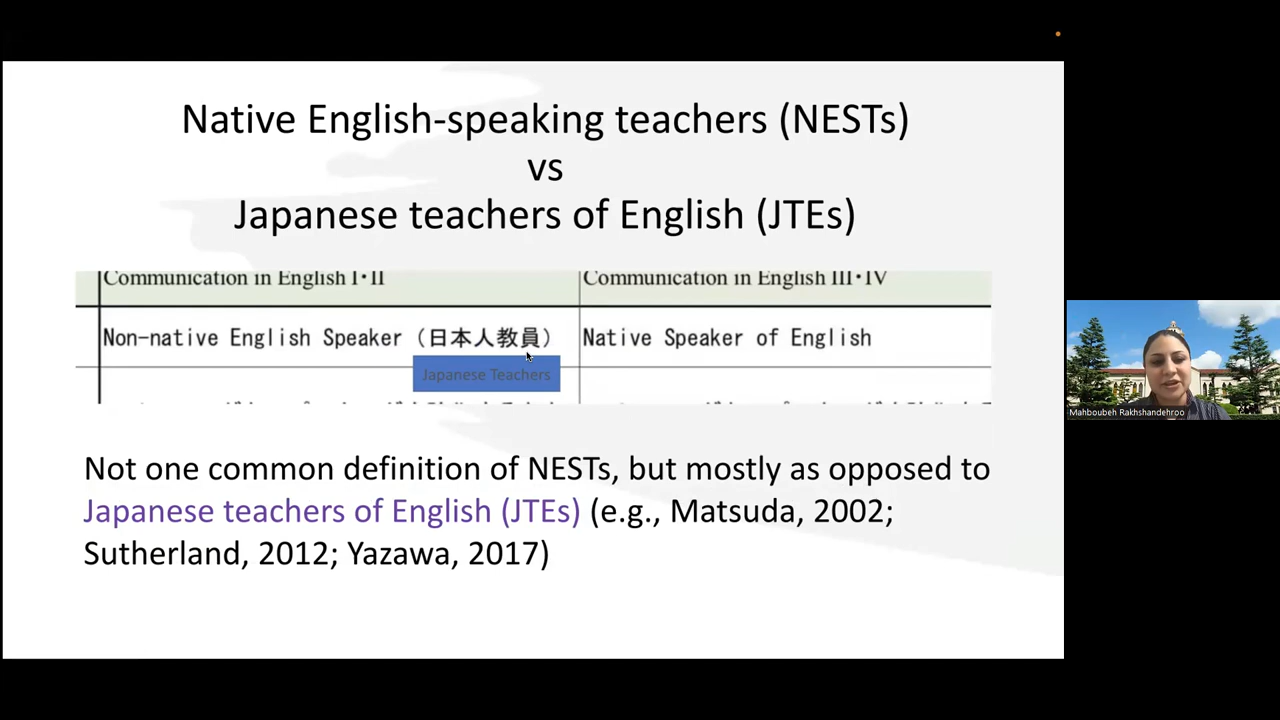 Native English-speaking teachers (NESTs)
vs
Japanese teachers of English (JTEs)
Communication in English I・II
Communication in English III・IV
Non-native English Speaker (日本人教員)
Native Speaker of English
Japanese Teachers
Not one common definition of NESTs, but mostly as opposed to
Japanese teachers of English (JTEs) (e.g., Matsuda, 2002;
Sutherland, 2012; Yazawa, 2017)
Mahboubeh Rakhshandehroo